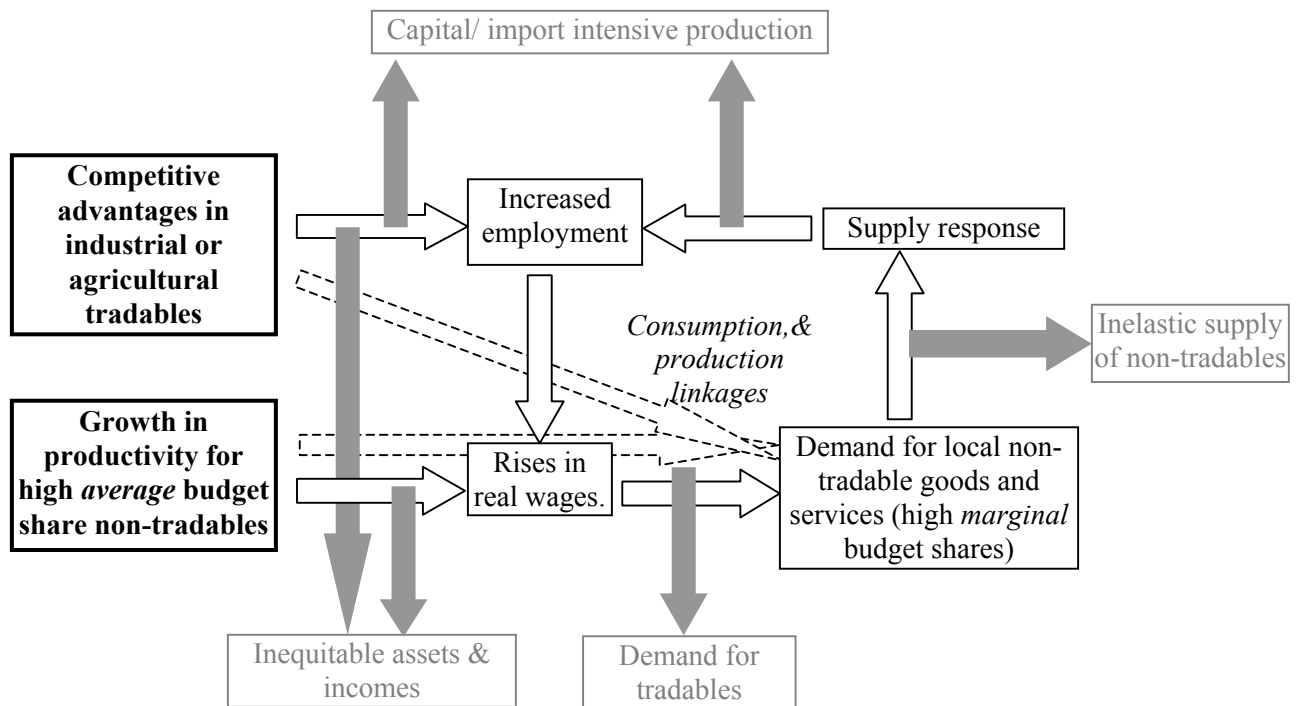 Capital/ import intensive production
Competitive
advantages in
industrial or
agricultural
tradables
Increased
employment
Supply response
Consumption,&
production
linkages
Inelastic supply
of non-tradables
Growth in
productivity for
high average budget
share non-tradables
Rises in
real wages.
Demand for local non-
tradable goods and
services (high marginal
budget shares)
Inequitable assets &
incomes
Demand for
tradables